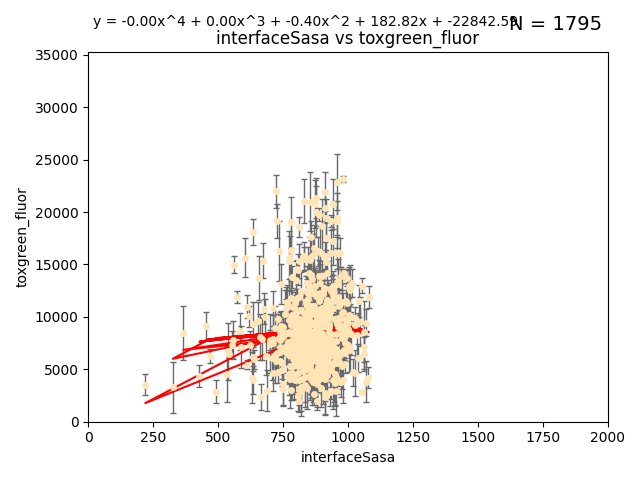 y = -0.00x^4 + 0.00x^3 + -0.40x^2 + 182.82x + -22842.59
N = 1795
interfaceSasa vs toxgreen_fluor
35000
30000
25000
20000
15000
10000
5000
0
toxgreen_fluor
0 250 500 750 1000 1250 1500 1750 2000
interfaceSasa